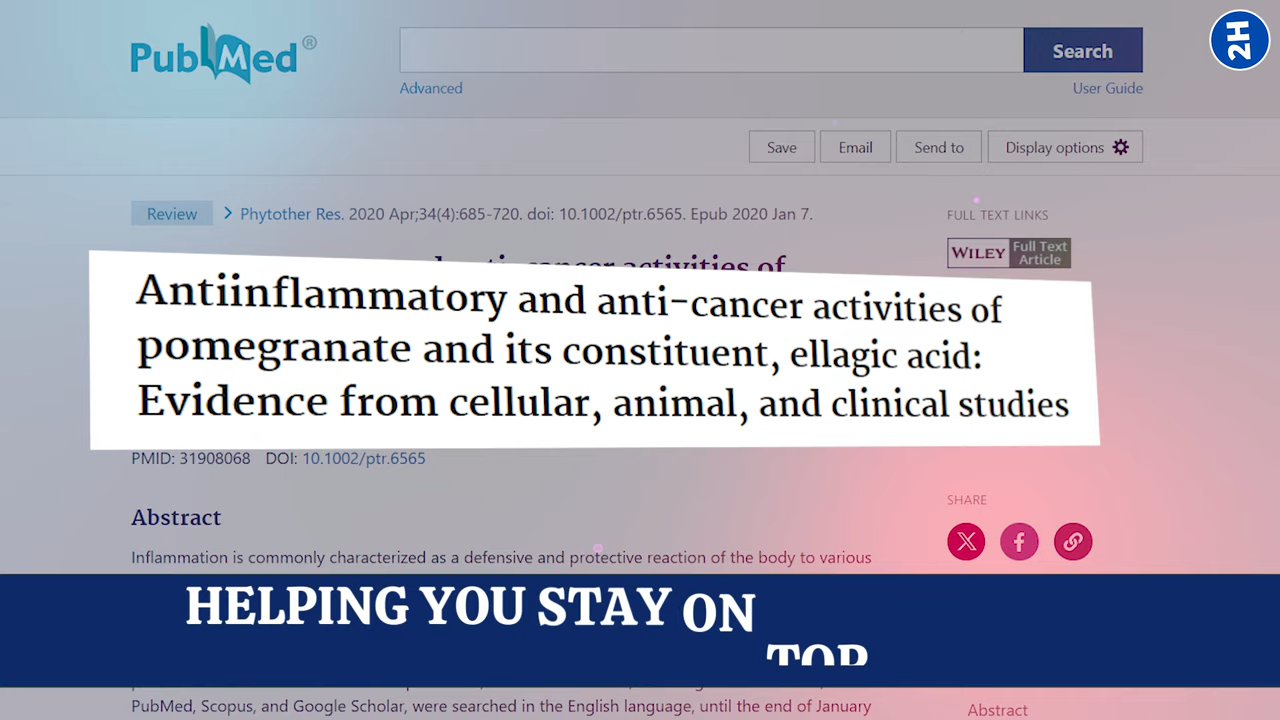 PubMed®
Search
2H
Advanced
User Guide
Save
Email
Send to
Display options
Review
Phytother Res. 2020 Apr;34(4):685-720. doi: 10.1002/ptr.6565. Epub 2020 Jan 7.
FULL TEXT LINKS
WILEY Full Text Article
activities of
Antiinflammatory and anti-cancer activities of
pomegranate and its constituent, ellagic acid:
Evidence from cellular, animal, and clinical studies
PMID: 31908068 DOI: 10.1002/ptr.6565
SHARE
Abstract
Inflammation is commonly characterized as a defensive and protective reaction of the body to various
HELPING YOU STAY ON
TOP
PubMed, Scopus, and Google Scholar, were searched in the English language, until the end of January
Abstract